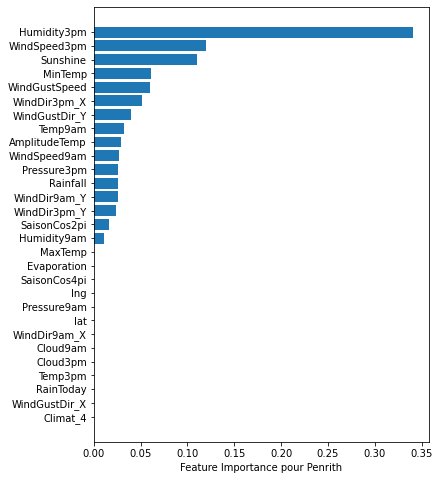 Humidity3pm
WindSpeed3pm
Sunshine
MinTemp
WindGustSpeed
WindDir3pm_X
WindGustDir_Y
Temp9am
AmplitudeTemp
WindSpeed9am
Pressure3pm
Rainfall
WindDir9am_Y
WindDir3pm_Y
SaisonCos2pi
Humidity9am
MaxTemp
Evaporation
SaisonCos4pi
lng
Pressure9am
lat
WindDir9am_X
Cloud9am
Cloud3pm
Temp3pm
RainToday
WindGustDir_X
Climat_4
0.00 0.05 0.10 0.15 0.20 0.25 0.30 0.35
Feature Importance pour Penrith